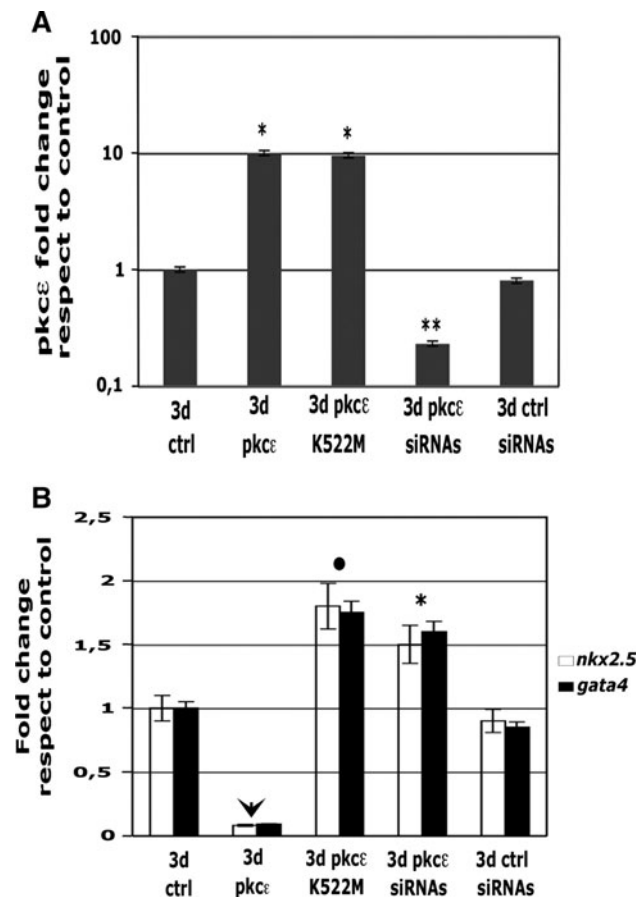 A
pkcε fold change
respect to control
100
10
1
0,1
* *
**
3d 3d 3d pkcε 3d pkcε 3d ctrl
ctrl pkcε K522M siRNAs siRNAs
B
Fold change
respect to control
2,5
2
1,5
1
0,5
0
*
nkx2.5
gata4
3d 3d 3d pkcε 3d pkcε 3d ctrl
ctrl pkcε K522M siRNAs siRNAs